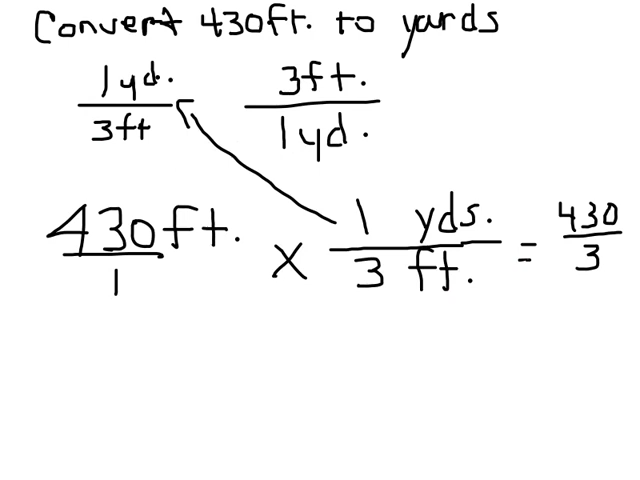 Convert 430ft. to yards
1yd. 3ft.
3ft 1yd.
430ft. 1 yds. 430
× =
1 3 ft. 3